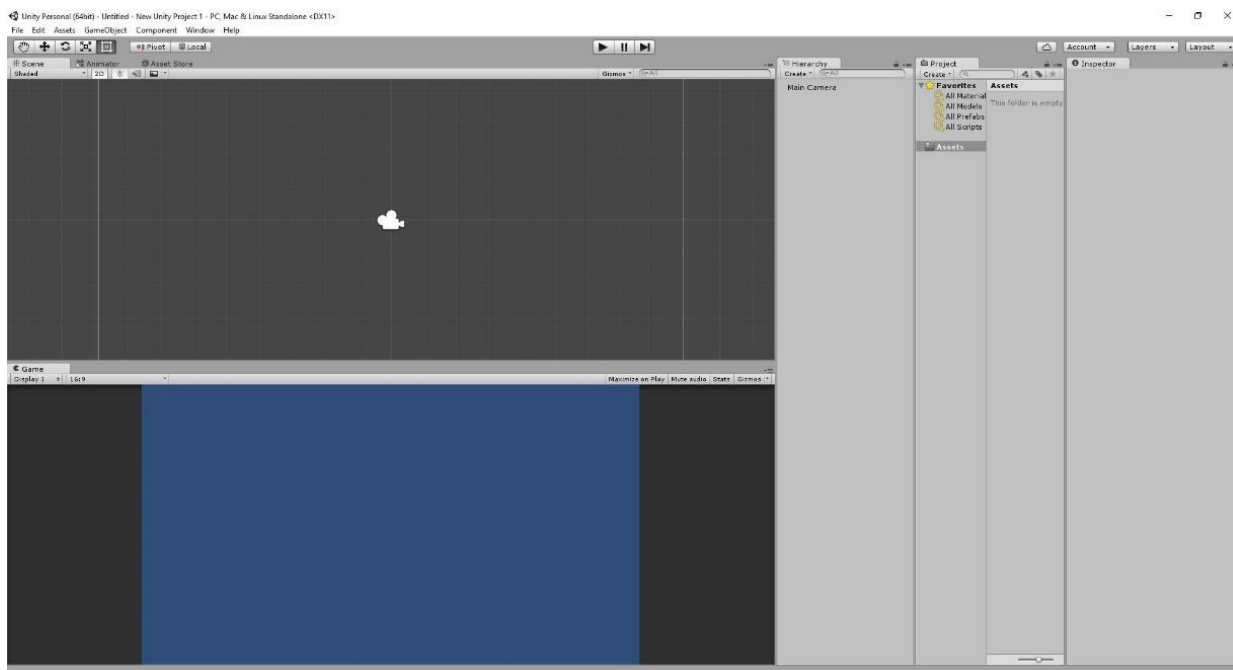 Unity Personal (64bit) - Untitled - New Unity Project 1 - PC, Mac & Linux Standalone <DX11>
File Edit Assets GameObject Component Window Help
Pivot Local Account Layers Layout
Scene Animator Asset Store
Shaded 2D Gizmos All
Hierarchy
Create All
Main Camera
Project
Create
Favorites
All Material
All Models
All Prefabs
All Scripts
Assets
Assets
This folder is empty
Inspector
Game
Display 1 16:9 Maximize on Play Mute audio Stats Gizmos